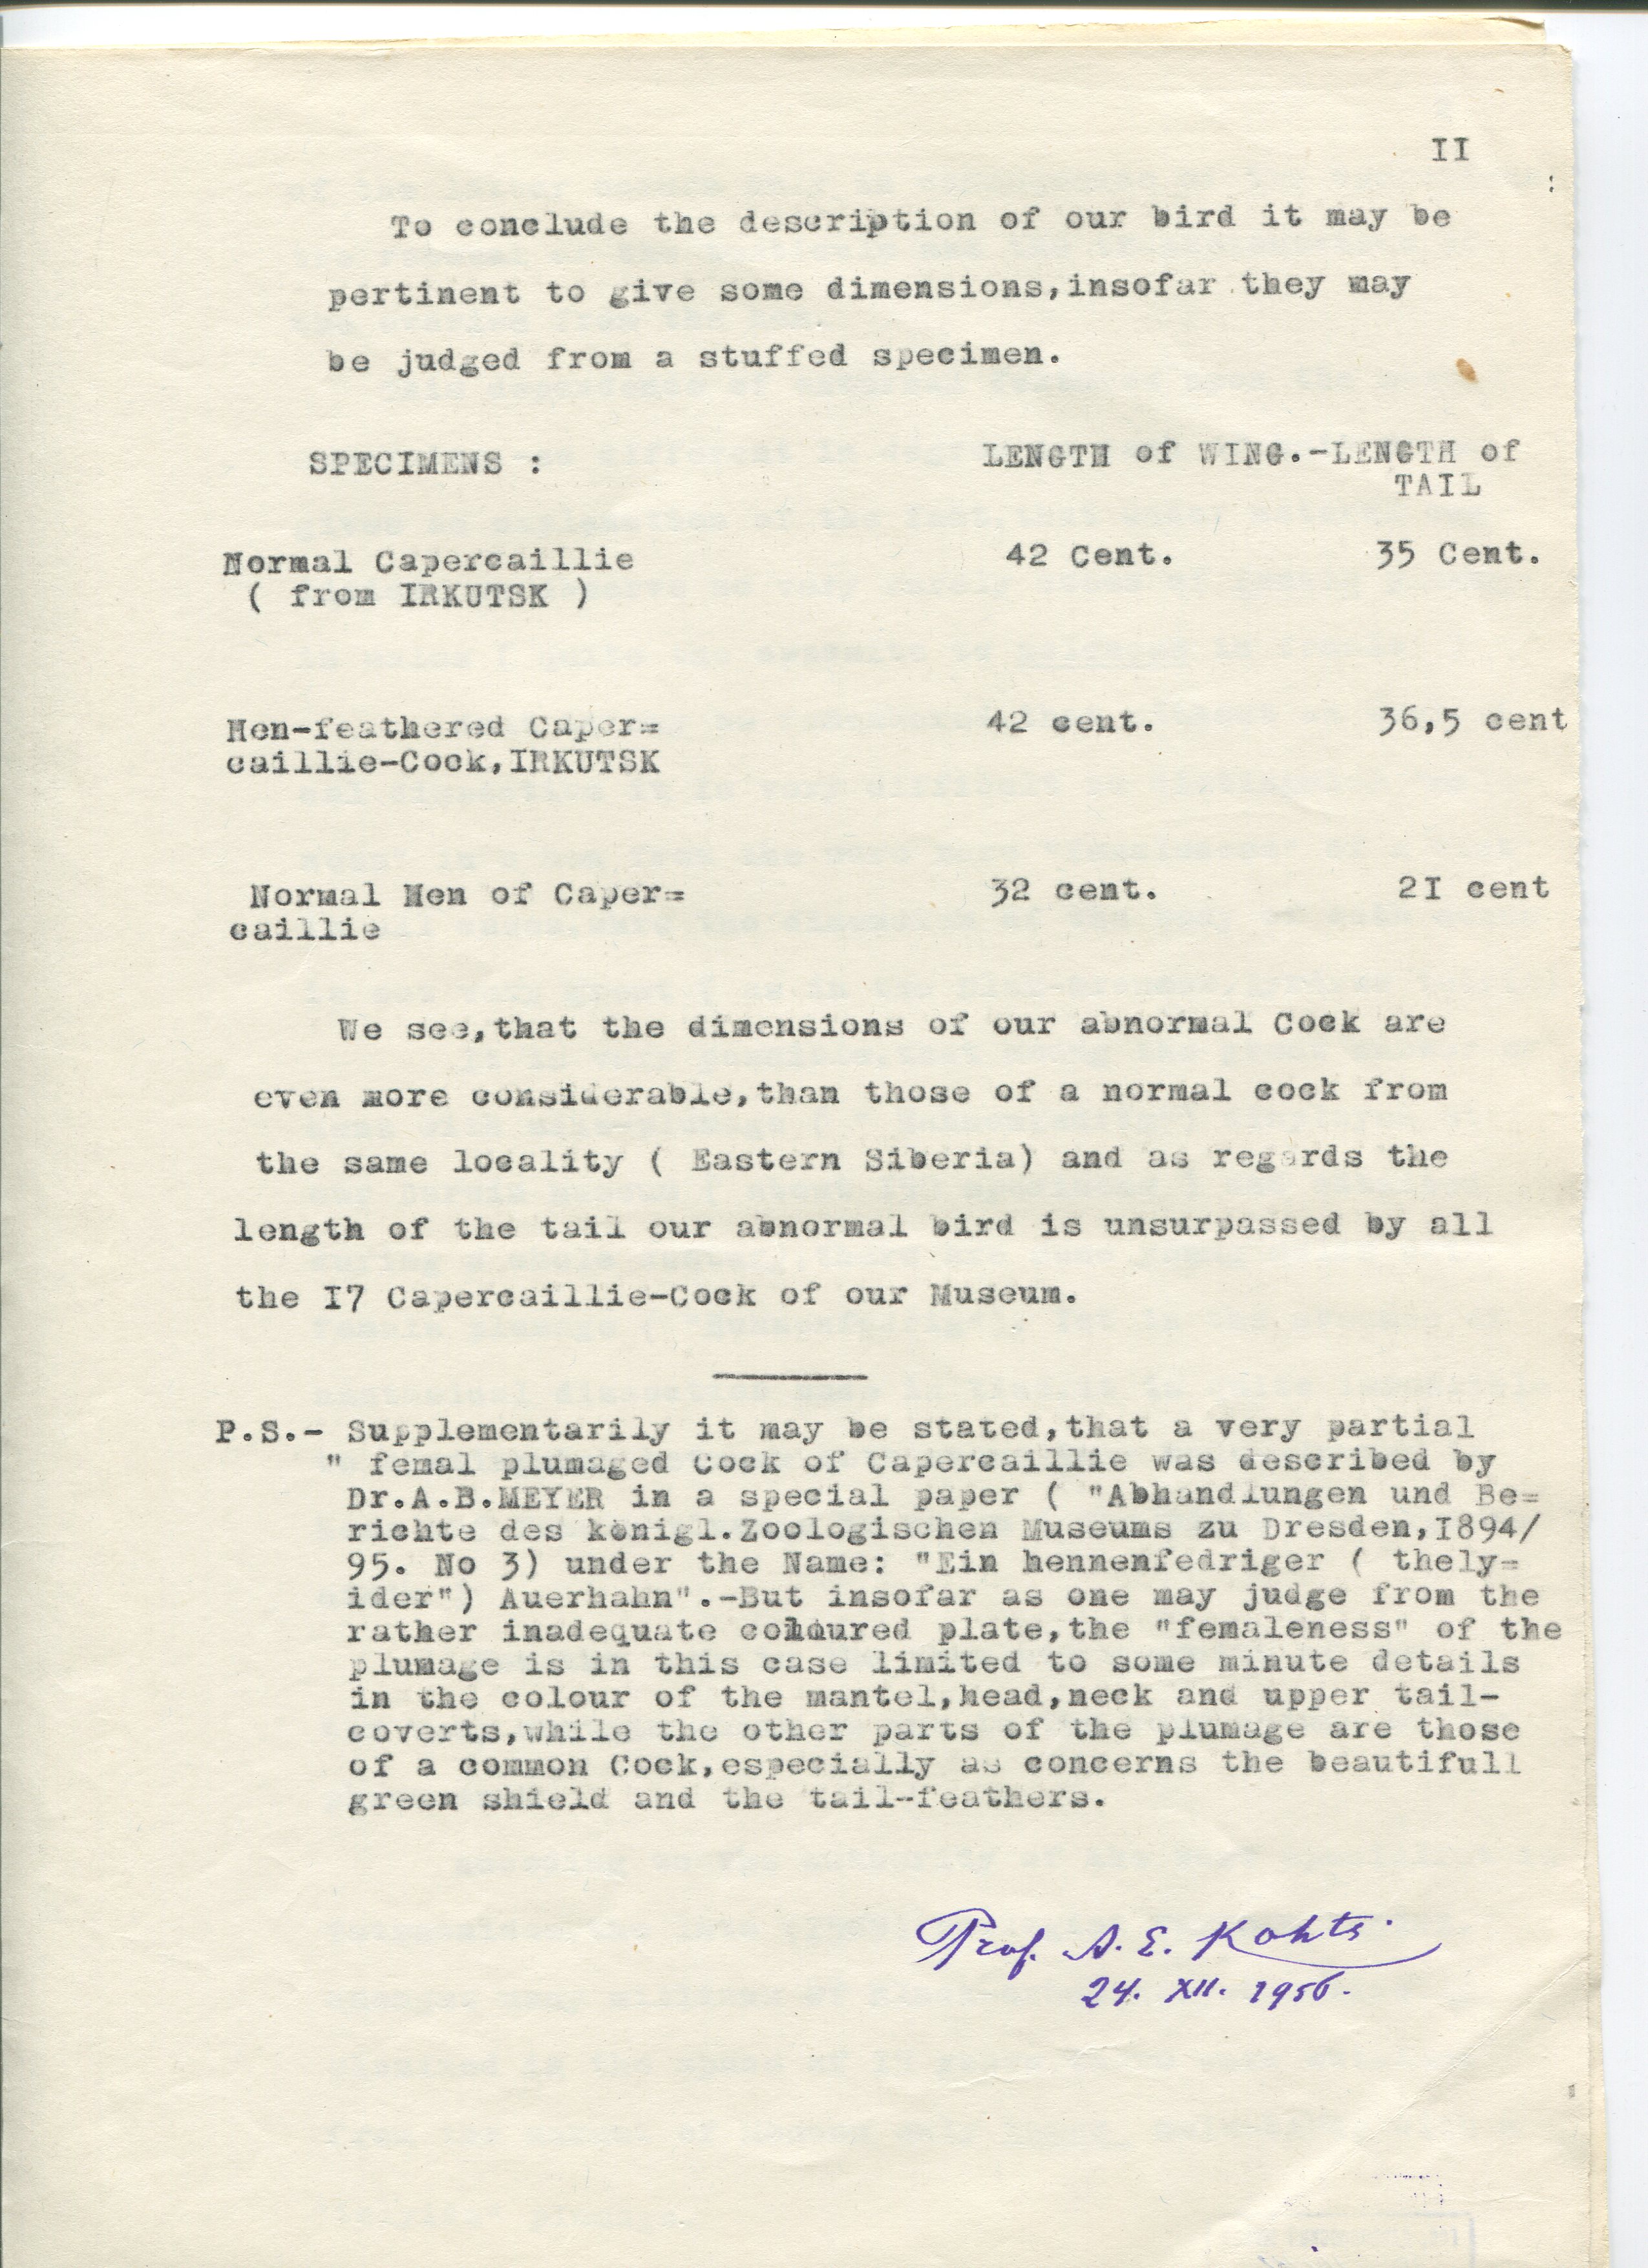 II
To conclude the description of our bird it may be
pertinent to give some dimensions,insofar they may
be judged from a stuffed specimen.
SPECIMENS : LENGTH of WING.-LENGTH of
TAIL
Normal Capercaillie 42 Cent. 35 Cent.
( from IRKUTSK )
Hen-feathered Caper= 42 cent. 36,5 cent
caillie-Cock,IRKUTSK
Normal Hen of Caper= 32 cent. 2I cent
caillie
We see,that the dimensions of our abnormal Cock are
even more considerable,than those of a normal cock from
the same locality ( Eastern Siberia) and as regards the
length of the tail our abnormal bird is unsurpassed by all
the I7 Capercaillie-Cock of our Museum.
P.S.- Supplementarily it may be stated,that a very partial
" femal plumaged Cock of Capercaillie was described by
Dr.A.B.MEYER in a special paper ( "Abhandlungen und Be=
richte des königl.Zoologischen Museums zu Dresden,I894/
95. No 3) under the Name: "Ein hennenfedriger ( thely=
ider") Auerhahn".-But insofar as one may judge from the
rather inadequate coloured plate,the "femaleness" of the
plumage is in this case limited to some minute details
in the colour of the mantel,head,neck and upper tail-
coverts,while the other parts of the plumage are those
of a common Cock,especially as concerns the beautifull
green shield and the tail-feathers.
Prof. A. E. Kohts
24. XII. 1956.